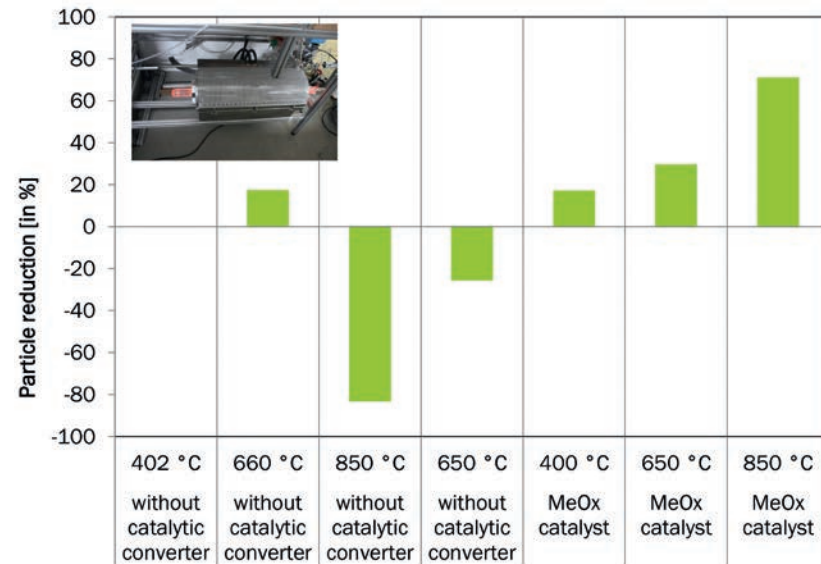 Particle reduction [in %]
100
80
60
40
20
0
-20
-40
-60
-80
-100
402 °C
without
catalytic
converter
660 °C
without
catalytic
converter
850 °C
without
catalytic
converter
650 °C
without
catalytic
converter
400 °C
MeOx
catalyst
650 °C
MeOx
catalyst
850 °C
MeOx
catalyst